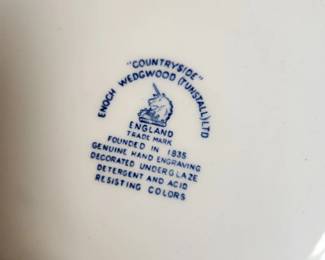 "COUNTRYSIDE"
ENOCH WEDGWOOD (TUNSTALL) LTD
ENGLAND
TRADE MARK
FOUNDED IN 1835
GENUINE HAND ENGRAVING
DECORATED UNDERGLAZE
DETERGENT AND ACID
RESISTING COLORS